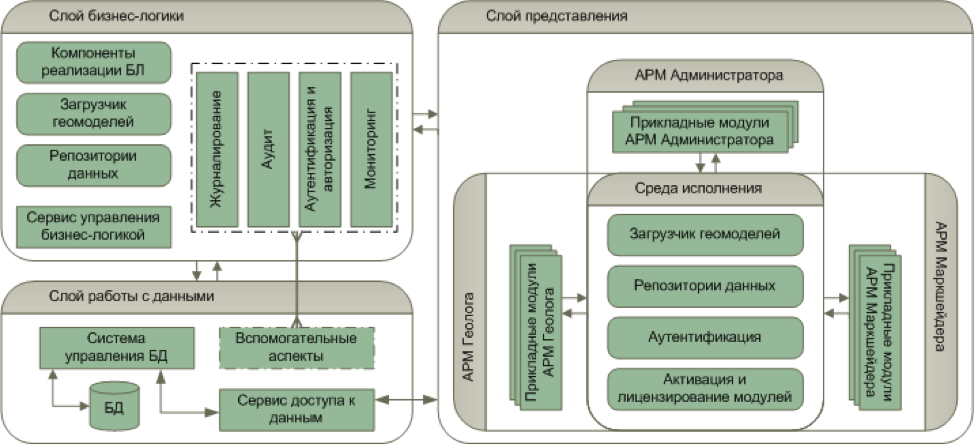 Слой бизнес-логики
Компоненты
реализации БЛ
Загрузчик
геомоделей
Репозитории
данных
Сервис управления
бизнес-логикой
Журналирование
Аудит
Аутентификация и
авторизация
Мониторинг
Слой работы с данными
Система
управления БД
БД
Вспомогательные
аспекты
Сервис доступа к
данным
Слой представления
АРМ Администратора
Прикладные модули
АРМ Администратора
АРМ Геолога
Прикладные модули
АРМ Геолога
Среда исполнения
Загрузчик геомоделей
Репозитории данных
Аутентификация
Активация и
лицензирование модулей
Прикладные модули
АРМ Маркшейдера
АРМ Маркшейдера